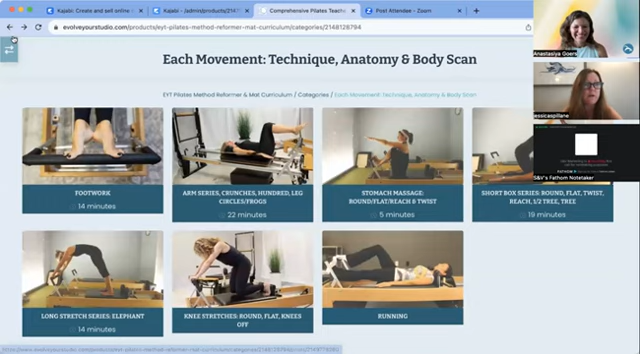 Kajabi: Create and sell online
Kajabi - /admin/products/2147
Comprehensive Pilates Teache
Post Attendee - Zoom
evolveyourstudio.com/products/eyt-pilates-method-reformer-mat-curriculum/categories/2148128794
Each Movement: Technique, Anatomy & Body Scan
EYT Pilates Method Reformer & Mat Curriculum / Categories / Each Movement: Technique, Anatomy & Body Scan
Anastasiya Goers
jessicaspillane
FATHOM
S&V's Fathom Notetaker
FOOTWORK
14 minutes
ARM SERIES, CRUNCHES, HUNDRED, LEG
CIRCLES/FROGS
22 minutes
STOMACH MASSAGE:
ROUND/FLAT/REACH & TWIST
5 minutes
SHORT BOX SERIES: ROUND, FLAT, TWIST,
REACH, 1/2 TREE, TREE
19 minutes
LONG STRETCH SERIES: ELEPHANT
14 minutes
KNEE STRETCHES: ROUND, FLAT, KNEES
OFF
RUNNING